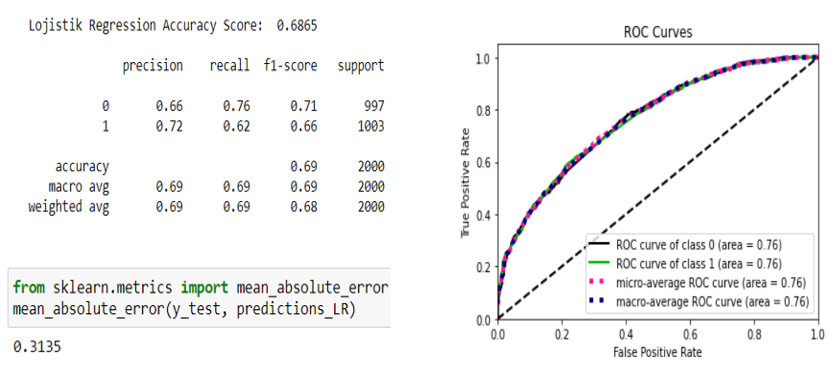 Lojistik Regression Accuracy Score: 0.6865
precision recall f1-score support
0 0.66 0.76 0.71 997
1 0.72 0.62 0.66 1003
accuracy 0.69 2000
macro avg 0.69 0.69 0.69 2000
weighted avg 0.69 0.69 0.68 2000
from sklearn.metrics import mean_absolute_error
mean_absolute_error(y_test, predictions_LR)
0.3135
ROC Curves
True Positive Rate
1.0
0.8
0.6
0.4
0.2
0.0
ROC curve of class 0 (area = 0.76)
ROC curve of class 1 (area = 0.76)
micro-average ROC curve (area = 0.76)
macro-average ROC curve (area = 0.76)
0.0 0.2 0.4 0.6 0.8 1.0
False Positive Rate